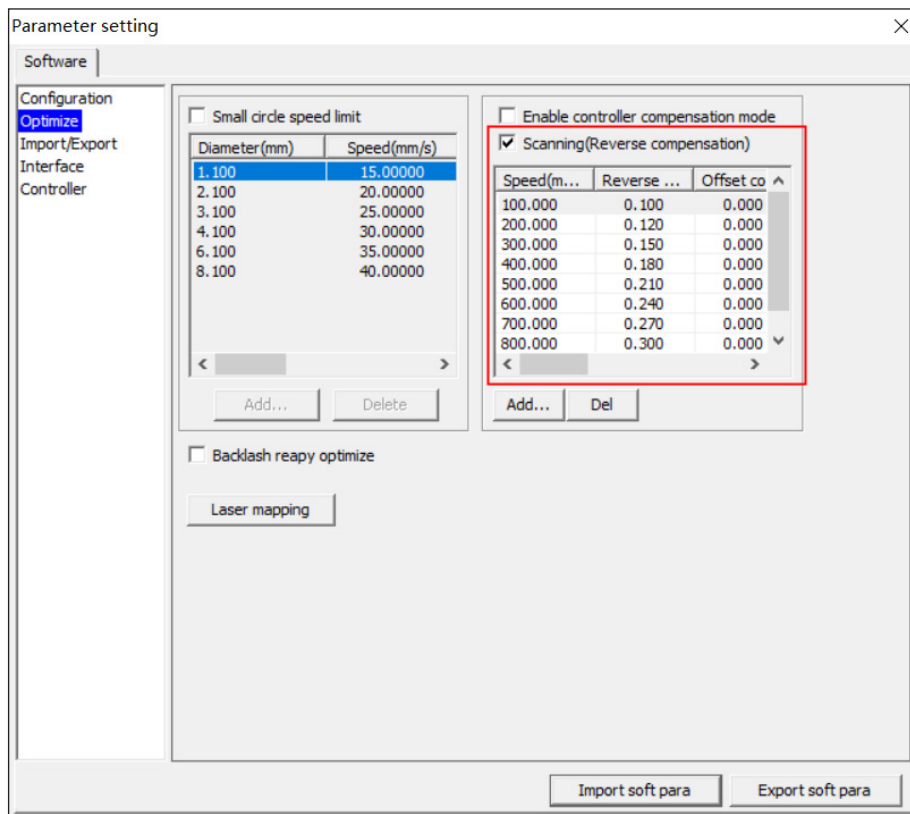 Parameter setting
Software
Configuration
Optimize
Import/Export
Interface
Controller
Small circle speed limit
Diameter(mm) Speed(mm/s)
1.100 15.00000
2.100 20.00000
3.100 25.00000
4.100 30.00000
6.100 35.00000
8.100 40.00000
Add... Delete
Enable controller compensation mode
Scanning(Reverse compensation)
Speed(m... Reverse ... Offset co
100.000 0.100 0.000
200.000 0.120 0.000
300.000 0.150 0.000
400.000 0.180 0.000
500.000 0.210 0.000
600.000 0.240 0.000
700.000 0.270 0.000
800.000 0.300 0.000
Add... Del
Backlash reapy optimize
Laser mapping
Import soft para Export soft para